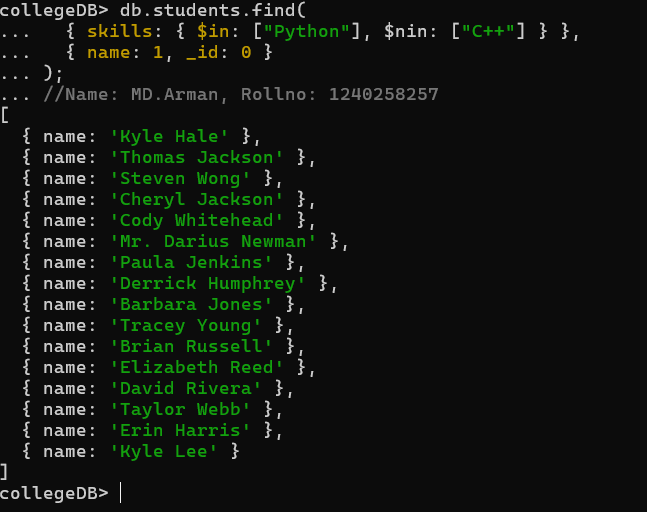 collegeDB> db.students.find(
...   { skills: { $in: ["Python"], $nin: ["C++"] } },
...   { name: 1, _id: 0 }
... );
... //Name: MD.Arman, Rollno: 1240258257
[
  { name: 'Kyle Hale' },
  { name: 'Thomas Jackson' },
  { name: 'Steven Wong' },
  { name: 'Cheryl Jackson' },
  { name: 'Cody Whitehead' },
  { name: 'Mr. Darius Newman' },
  { name: 'Paula Jenkins' },
  { name: 'Derrick Humphrey' },
  { name: 'Barbara Jones' },
  { name: 'Tracey Young' },
  { name: 'Brian Russell' },
  { name: 'Elizabeth Reed' },
  { name: 'David Rivera' },
  { name: 'Taylor Webb' },
  { name: 'Erin Harris' },
  { name: 'Kyle Lee' }
]
collegeDB>